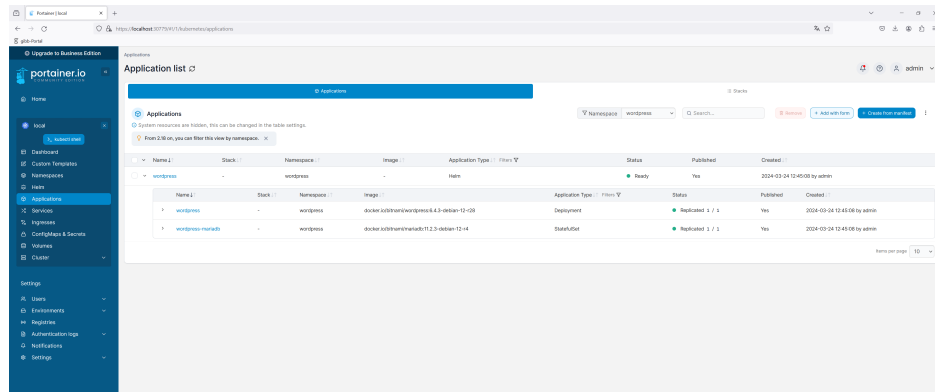 Portainer | local
https://localhost:30779/#!/1/kubernetes/applications
gibb-Portal
Upgrade to Business Edition
portainer.io
COMMUNITY EDITION
Home
local
kubectl shell
Dashboard
Custom Templates
Namespaces
Helm
Applications
Services
Ingresses
ConfigMaps & Secrets
Volumes
Cluster
Settings
Users
Environments
Registries
Authentication logs
Notifications
Settings
Applications
Application list
admin
Applications
Stacks
Applications
Namespace wordpress
Search...
Remove
+ Add with form
+ Create from manifest
System resources are hidden, this can be changed in the table settings.
From 2.18 on, you can filter this view by namespace.
Name Stack Namespace Image Application Type Filters Status Published Created
wordpress - wordpress - Helm Ready Yes 2024-03-24 12:45:08 by admin
Name Stack Namespace Image Application Type Filters Status Published Created
wordpress - wordpress docker.io/bitnami/wordpress:6.4.3-debian-12-r28 Deployment Replicated 1 / 1 Yes 2024-03-24 12:45:08 by admin
wordpress-mariadb - wordpress docker.io/bitnami/mariadb:11.2.3-debian-12-r4 StatefulSet Replicated 1 / 1 Yes 2024-03-24 12:45:08 by admin
Items per page 10